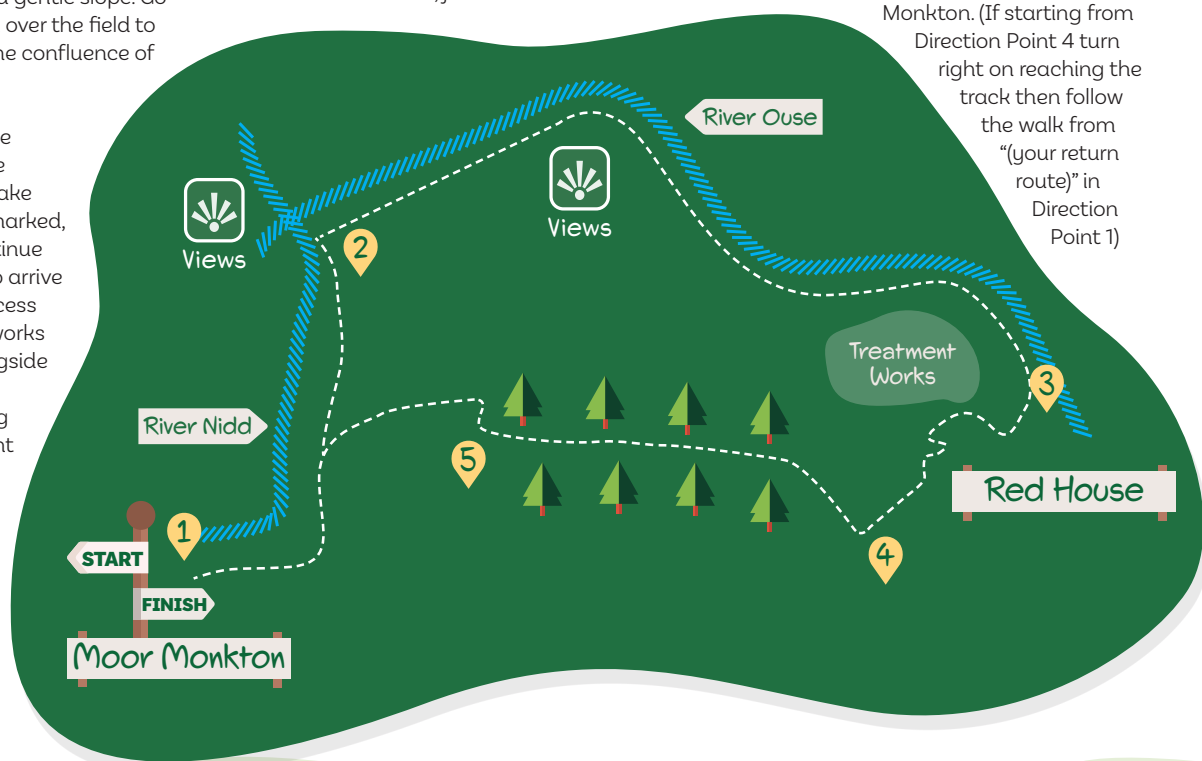 a gentle slope. Go
over the field to
confluence of
arrive
Monkton. (If starting from
Direction Point 4 turn
right on reaching the
track then follow
the walk from
“(your return
route)” in
Direction
Point 1)
River Ouse
Views
Views
2
Treatment
Works
3
River Nidd
5
Red House
1
START
4
FINISH
Moor Monkton